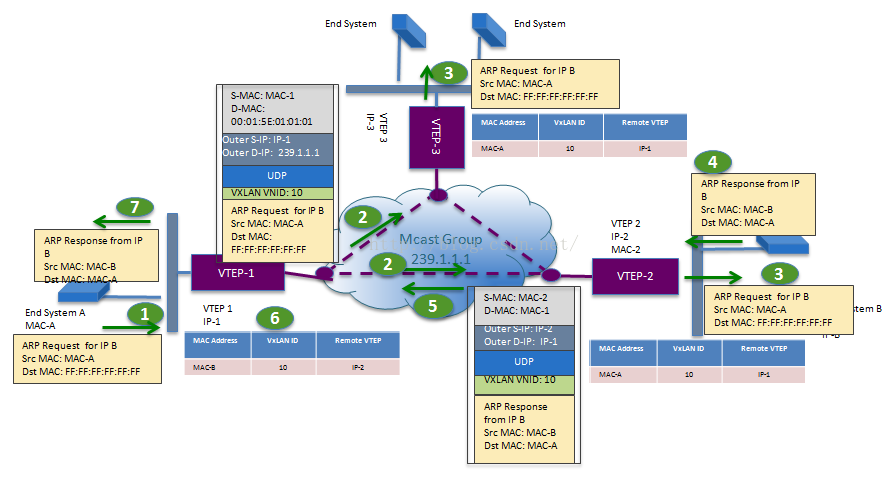 End System
End System
3
ARP Request for IP B
Src MAC: MAC-A
Dst MAC: FF:FF:FF:FF:FF:FF
S-MAC: MAC-1
D-MAC:
00:01:5E:01:01:01
Outer S-IP: IP-1
Outer D-IP: 239.1.1.1
UDP
VXLAN VNID: 10
ARP Request for IP B
Src MAC: MAC-A
Dst MAC:
FF:FF:FF:FF:FF:FF
VTEP 3
IP-3
VTEP-3
MAC Address VxLAN ID Remote VTEP
MAC-A 10 IP-1
4
ARP Response from IP
B
Src MAC: MAC-B
Dst MAC: MAC-A
7
ARP Response from IP
B
Src MAC: MAC-B
Dst MAC: MAC-A
2
Mcast Group
239.1.1.1
2
5
VTEP-1
VTEP 2
IP-2
MAC-2
VTEP-2
3
ARP Request for IP B
Src MAC: MAC-A
Dst MAC: FF:FF:FF:FF:FF:FF
End System A
MAC-A
1
ARP Request for IP B
Src MAC: MAC-A
Dst MAC: FF:FF:FF:FF:FF:FF
VTEP 1
IP-1
6
MAC Address VxLAN ID Remote VTEP
MAC-B 10 IP-2
S-MAC: MAC-2
D-MAC: MAC-1
Outer S-IP: IP-2
Outer D-IP: IP-1
UDP
VXLAN VNID: 10
ARP Response
from IP B
Src MAC: MAC-B
Dst MAC: MAC-A
MAC Address VxLAN ID Remote VTEP
MAC-A 10 IP-1